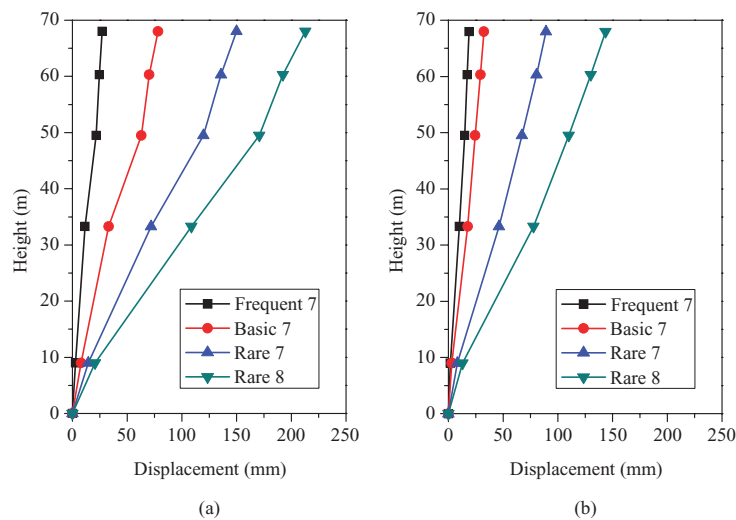 70
60
50
40
30
20
10
0
Height (m)
Frequent 7
Basic 7
Rare 7
Rare 8
0 50 100 150 200 250
Displacement (mm)
(a)
70
60
50
40
30
20
10
0
Height (m)
Frequent 7
Basic 7
Rare 7
Rare 8
0 50 100 150 200 250
Displacement (mm)
(b)